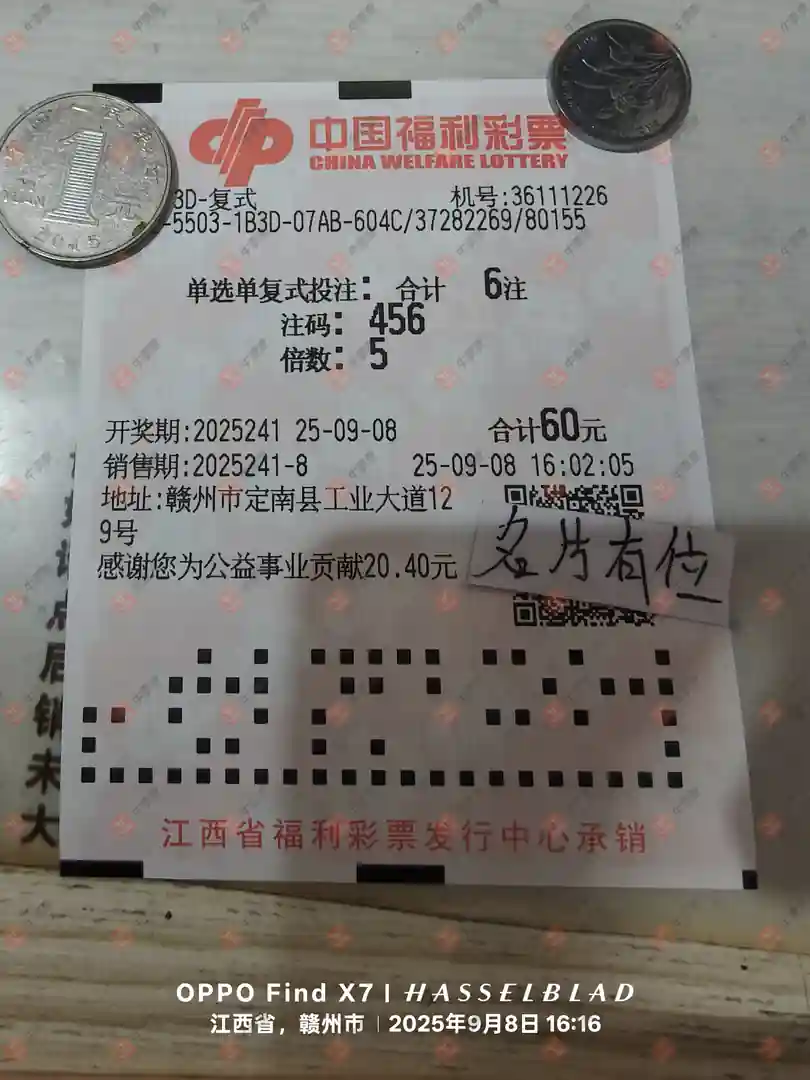 中国福利彩票
CHINA WELFARE LOTTERY
3D-复式 机号:36111226
-5503-1B3D-07AB-604C/37282269/80155
单选单复式投注: 合计 6注
注码: 456
倍数: 5
开奖期:2025241 25-09-08 合计60元
销售期:2025241-8 25-09-08 16:02:05
地址:赣州市定南县工业大道12
9号
感谢您为公益事业贡献20.40元
名片有位
江西省福利彩票发行中心承销
1元
OPPO Find X7 | HASSELBLAD
江西省，赣州市 | 2025年9月8日 16:16